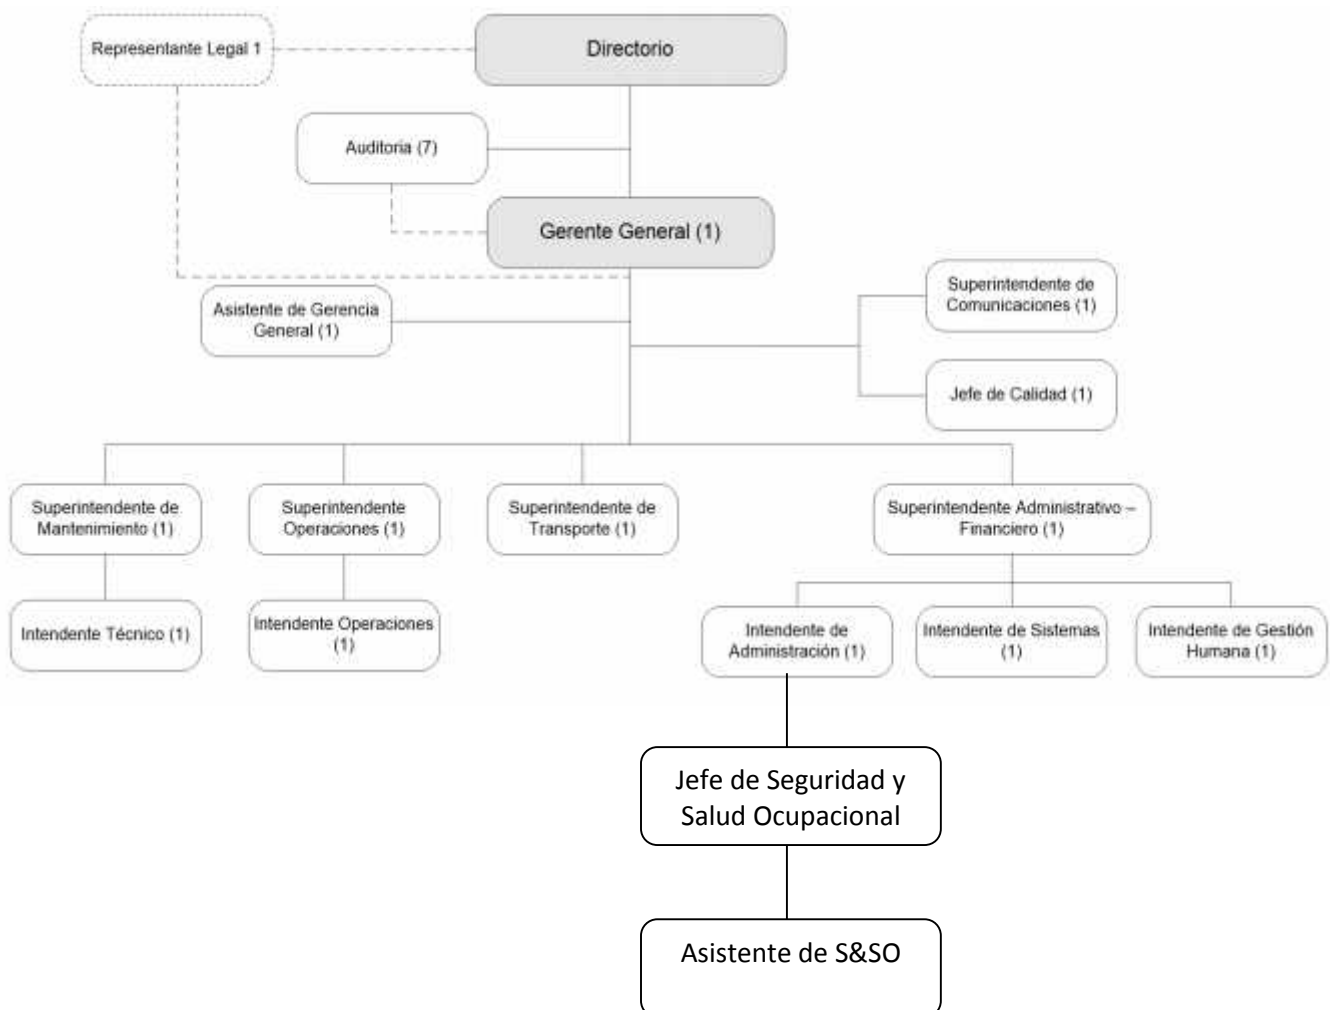 Representante Legal 1
Directorio
Auditoria (7)
Gerente General (1)
Asistente de Gerencia
General (1)
Superintendente de
Comunicaciones (1)
Jefe de Calidad (1)
Superintendente de
Mantenimiento (1)
Superintendente
Operaciones (1)
Superintendente de
Transporte (1)
Superintendente Administrativo –
Financiero (1)
Intendente Técnico (1)
Intendente Operaciones
(1)
Intendente de
Administración (1)
Intendente de Sistemas
(1)
Intendente de Gestión
Humana (1)
Jefe de Seguridad y
Salud Ocupacional
Asistente de S&SO